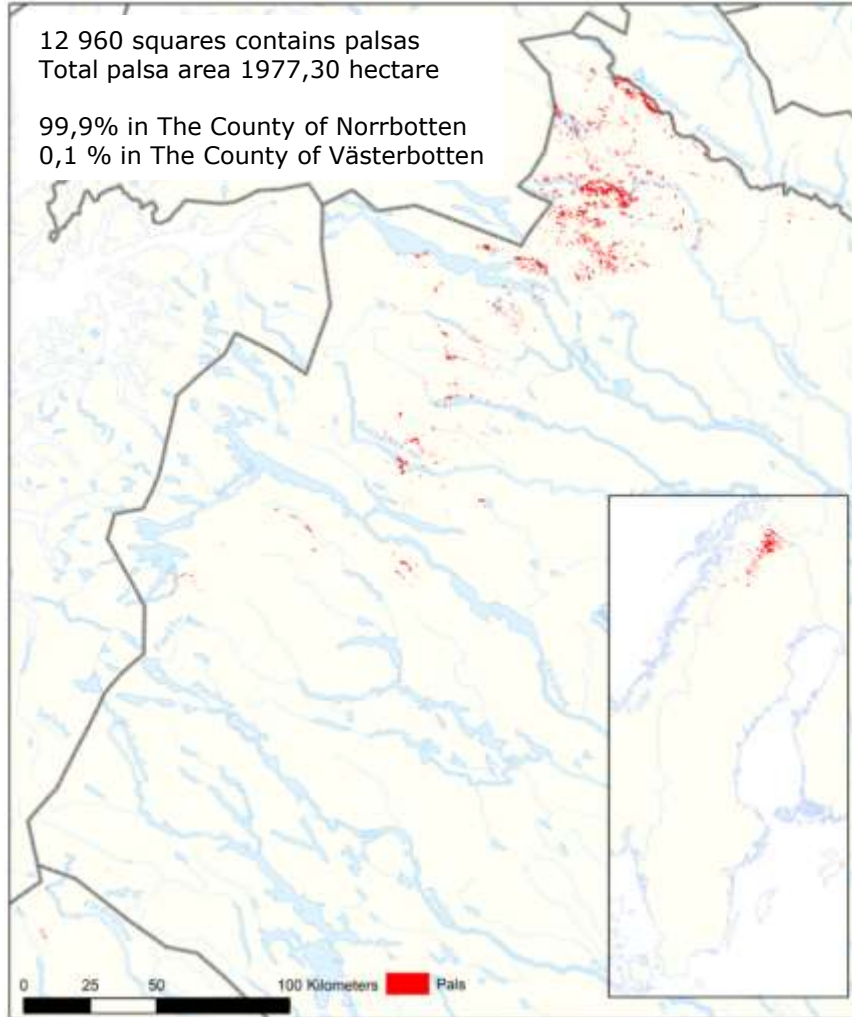 12 960 squares contains palsas
Total palsa area 1977,30 hectare
99,9% in The County of Norrbotten
0,1 % in The County of Västerbotten
0 25 50 100 Kilometers Pals